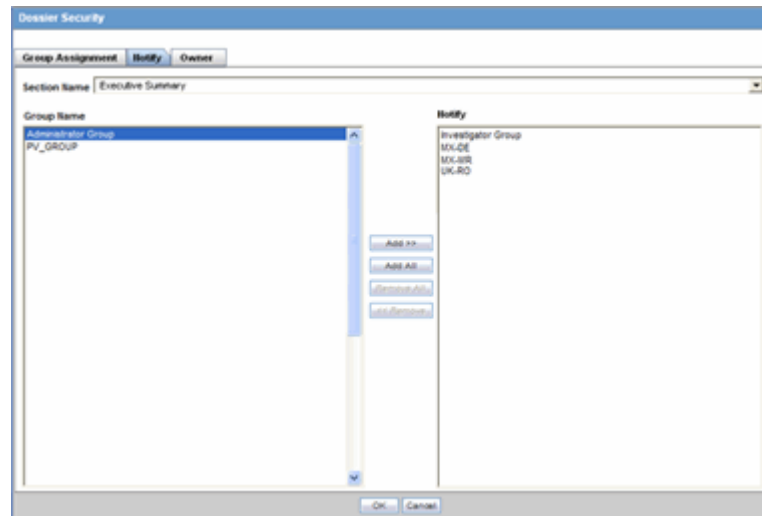 Dossier Security
Group Assignment Notify Owner
Section Name Executive Summary
Group Name
Notify
Administrator Group
PV_GROUP
Investigator Group
MX-DE
MX-MR
UK-RO
Add >>
Add All
Remove All
<< Remove
OK Cancel